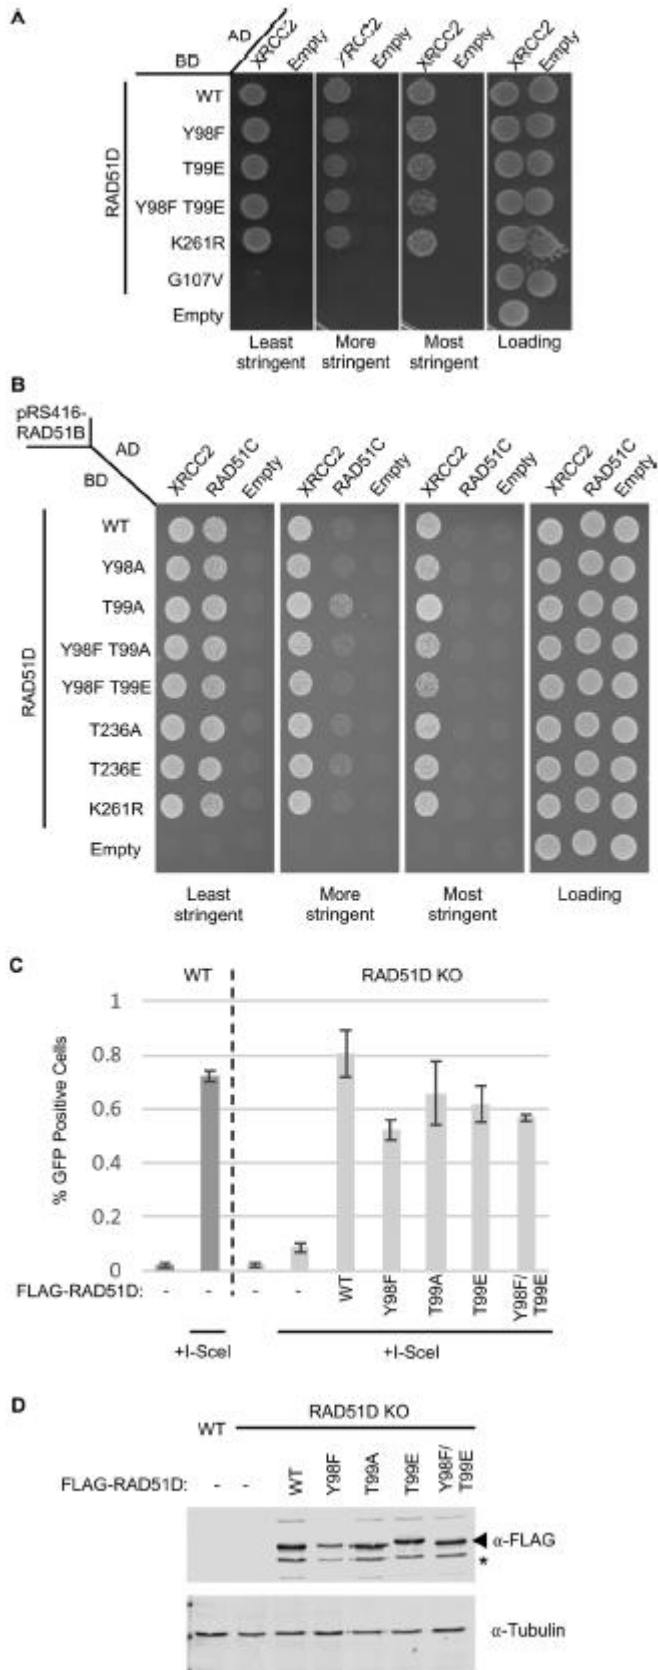 A
AD
XRCC2 Empty XRCC2 Empty XRCC2 Empty XRCC2 Empty
BD
RAD51D
WT
Y98F
T99E
Y98F T99E
K261R
G107V
Empty
Least stringent
More stringent
Most stringent
Loading
B
pRS416-
RAD51B
AD
BD
XRCC2 RAD51C Empty XRCC2 RAD51C Empty XRCC2 RAD51C Empty XRCC2 RAD51C Empty
RAD51D
WT
Y98A
T99A
Y98F T99A
Y98F T99E
T236A
T236E
K261R
Empty
Least stringent
More stringent
Most stringent
Loading
C
WT RAD51D KO
% GFP Positive Cells
1
0.8
0.6
0.4
0.2
0
FLAG-RAD51D: - - - - WT Y98F T99A T99E Y98F/T99E
+I-SceI +I-SceI
D
WT RAD51D KO
FLAG-RAD51D: - - WT Y98F T99A T99E Y98F/T99E
α-FLAG
*
α-Tubulin